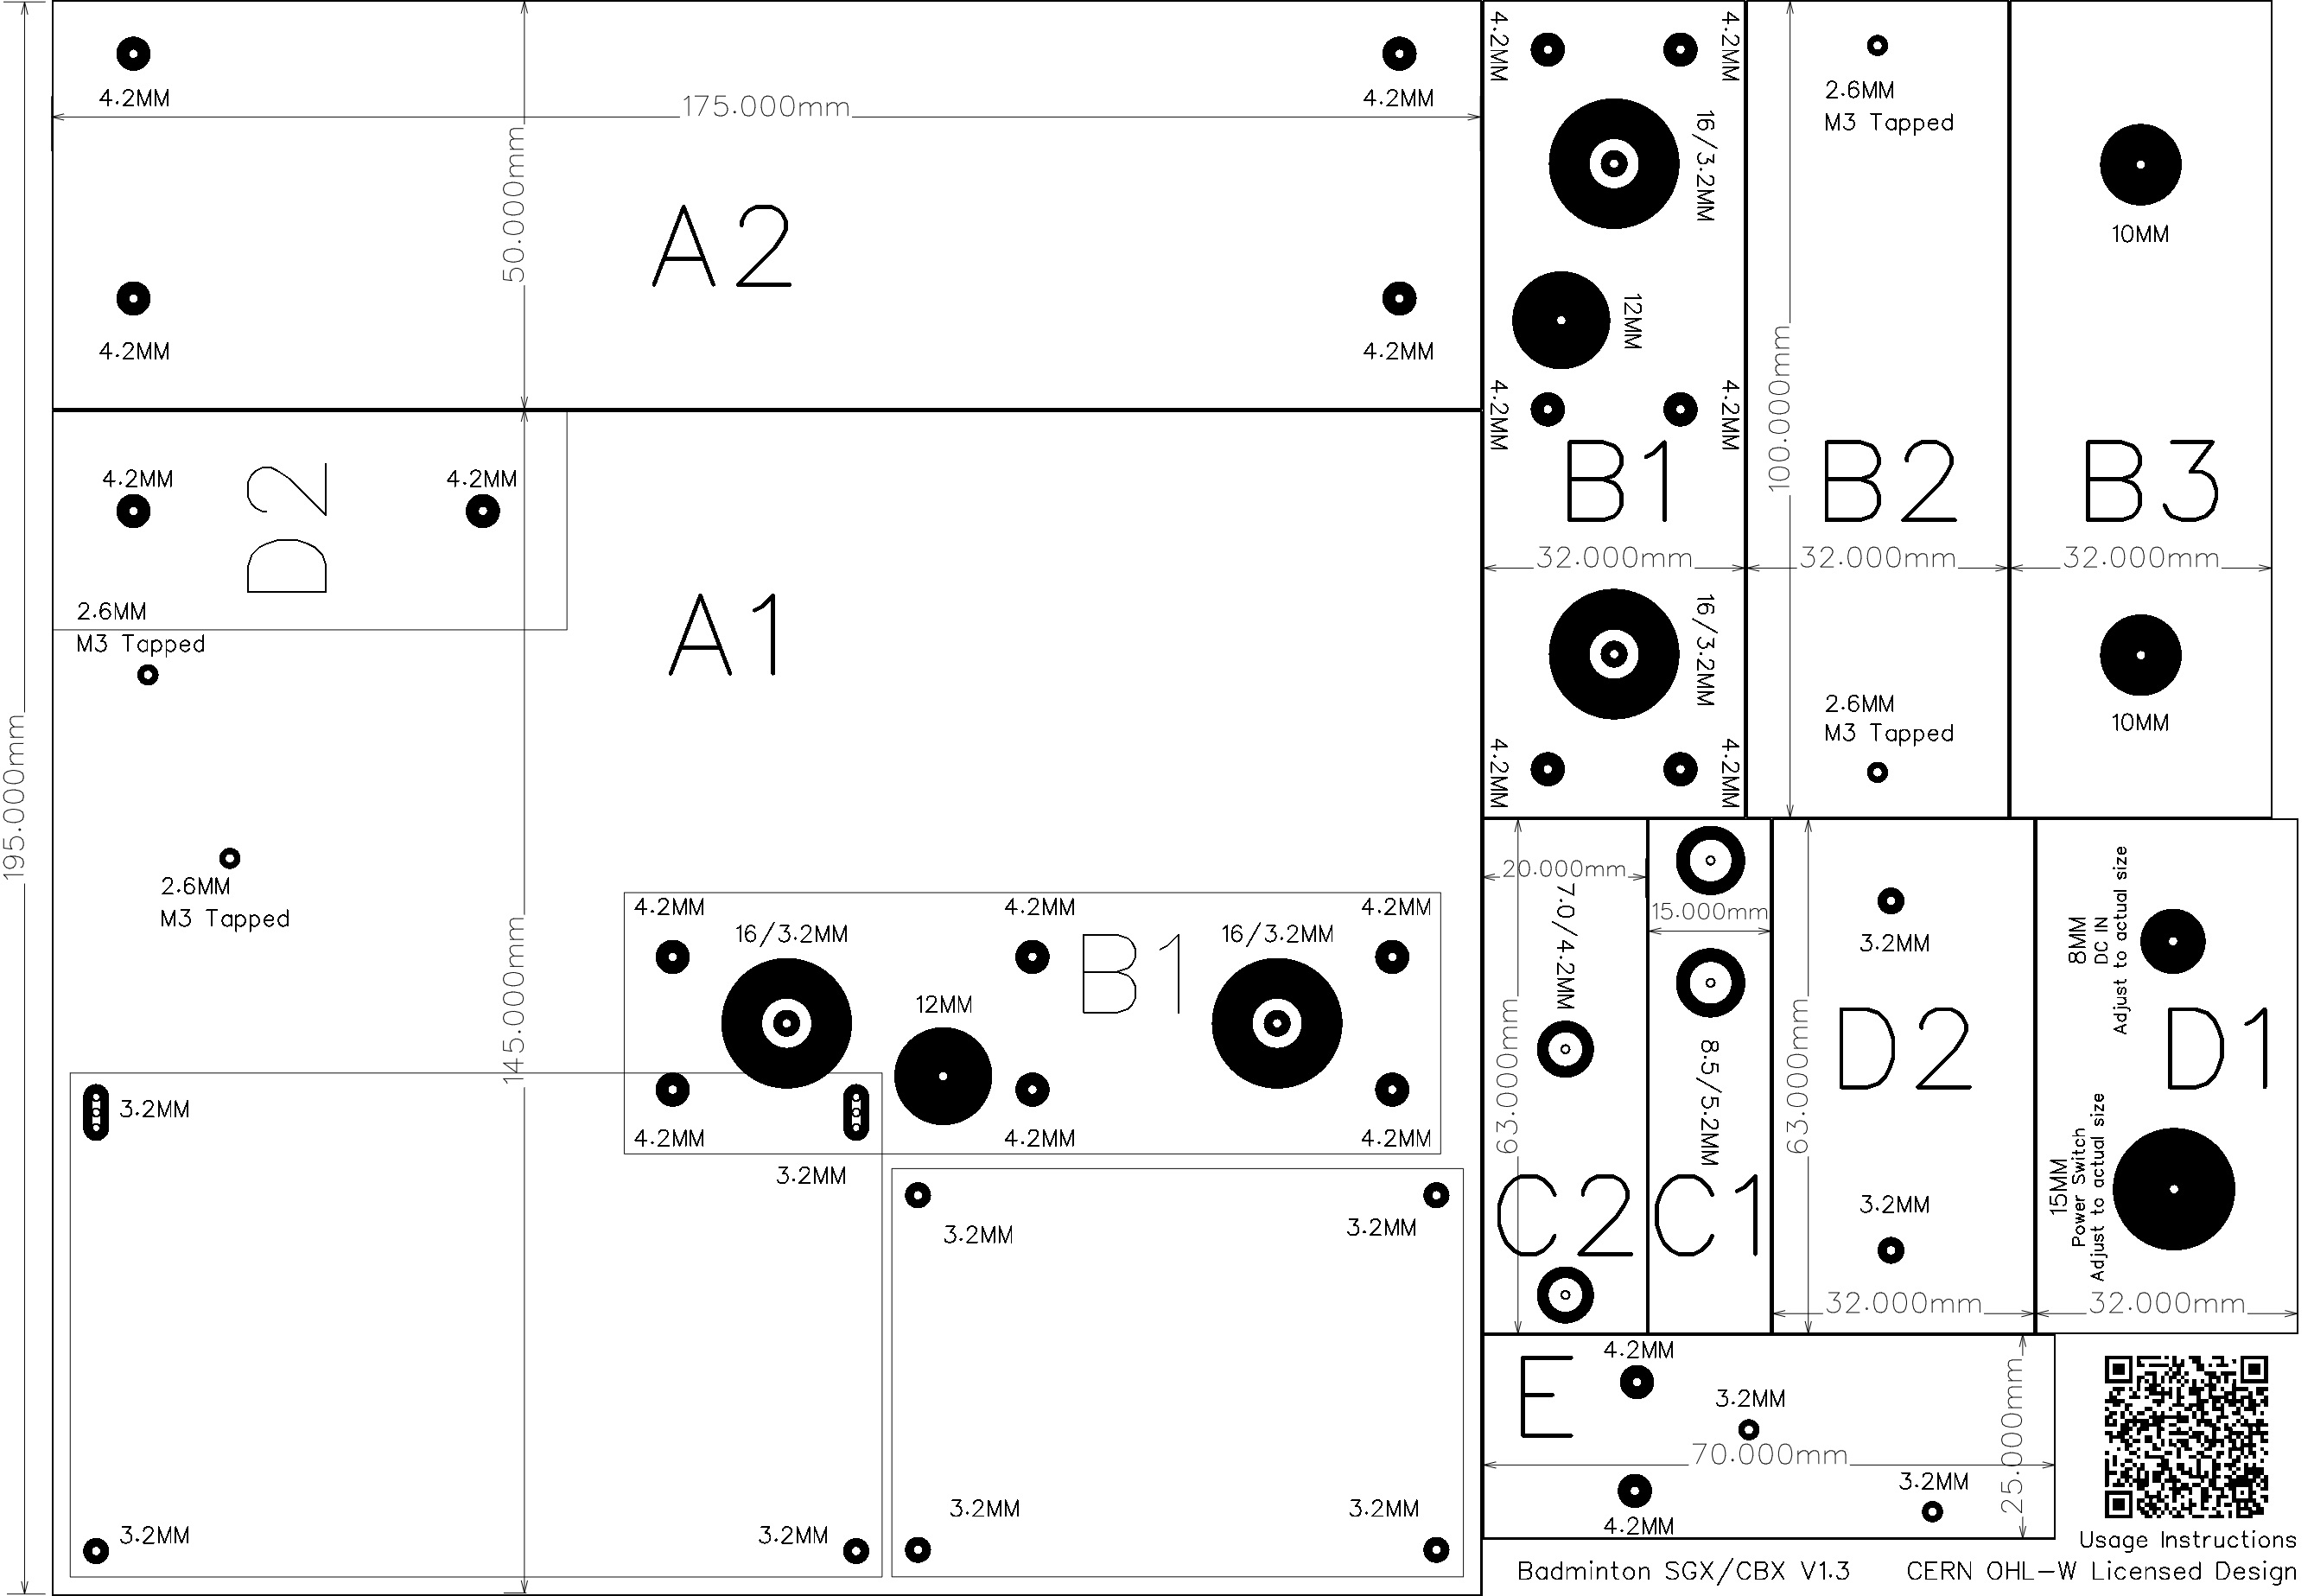 4.2MM
4.2MM
175.000mm
50.000mm
A2
4.2MM
4.2MM
195.000mm
4.2MM
4.2MM
D2
2.6MM
M3 Tapped
A1
2.6MM
M3 Tapped
145.000mm
4.2MM
4.2MM
4.2MM
16/3.2MM
16/3.2MM
B1
12MM
4.2MM
4.2MM
4.2MM
3.2MM
3.2MM
3.2MM
3.2MM
3.2MM
3.2MM
3.2MM
3.2MM
4.2MM
4.2MM
16/3.2MM
12MM
4.2MM
4.2MM
B1
32.000mm
16/3.2MM
4.2MM
4.2MM
2.6MM
M3 Tapped
100.000mm
B2
32.000mm
2.6MM
M3 Tapped
10MM
B3
32.000mm
10MM
20.000mm
7.0/4.2MM
63.000mm
C2
15.000mm
8.5/5.2MM
C1
3.2MM
63.000mm
D2
3.2MM
32.000mm
8MM
DC IN
Adjust to actual size
D1
15MM
Power Switch
Adjust to actual size
32.000mm
E
4.2MM
3.2MM
70.000mm
3.2MM
25.000mm
4.2MM
Usage Instructions
Badminton SGX/CBX V1.3
CERN OHL-W Licensed Design